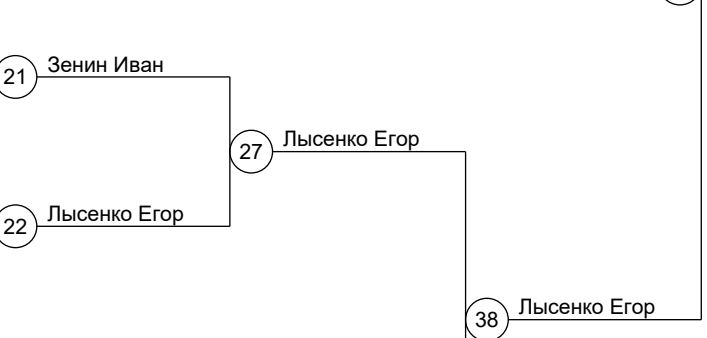 21 Зенин Иван
27 Лысенко Егор
22 Лысенко Егор
38 Лысенко Егор